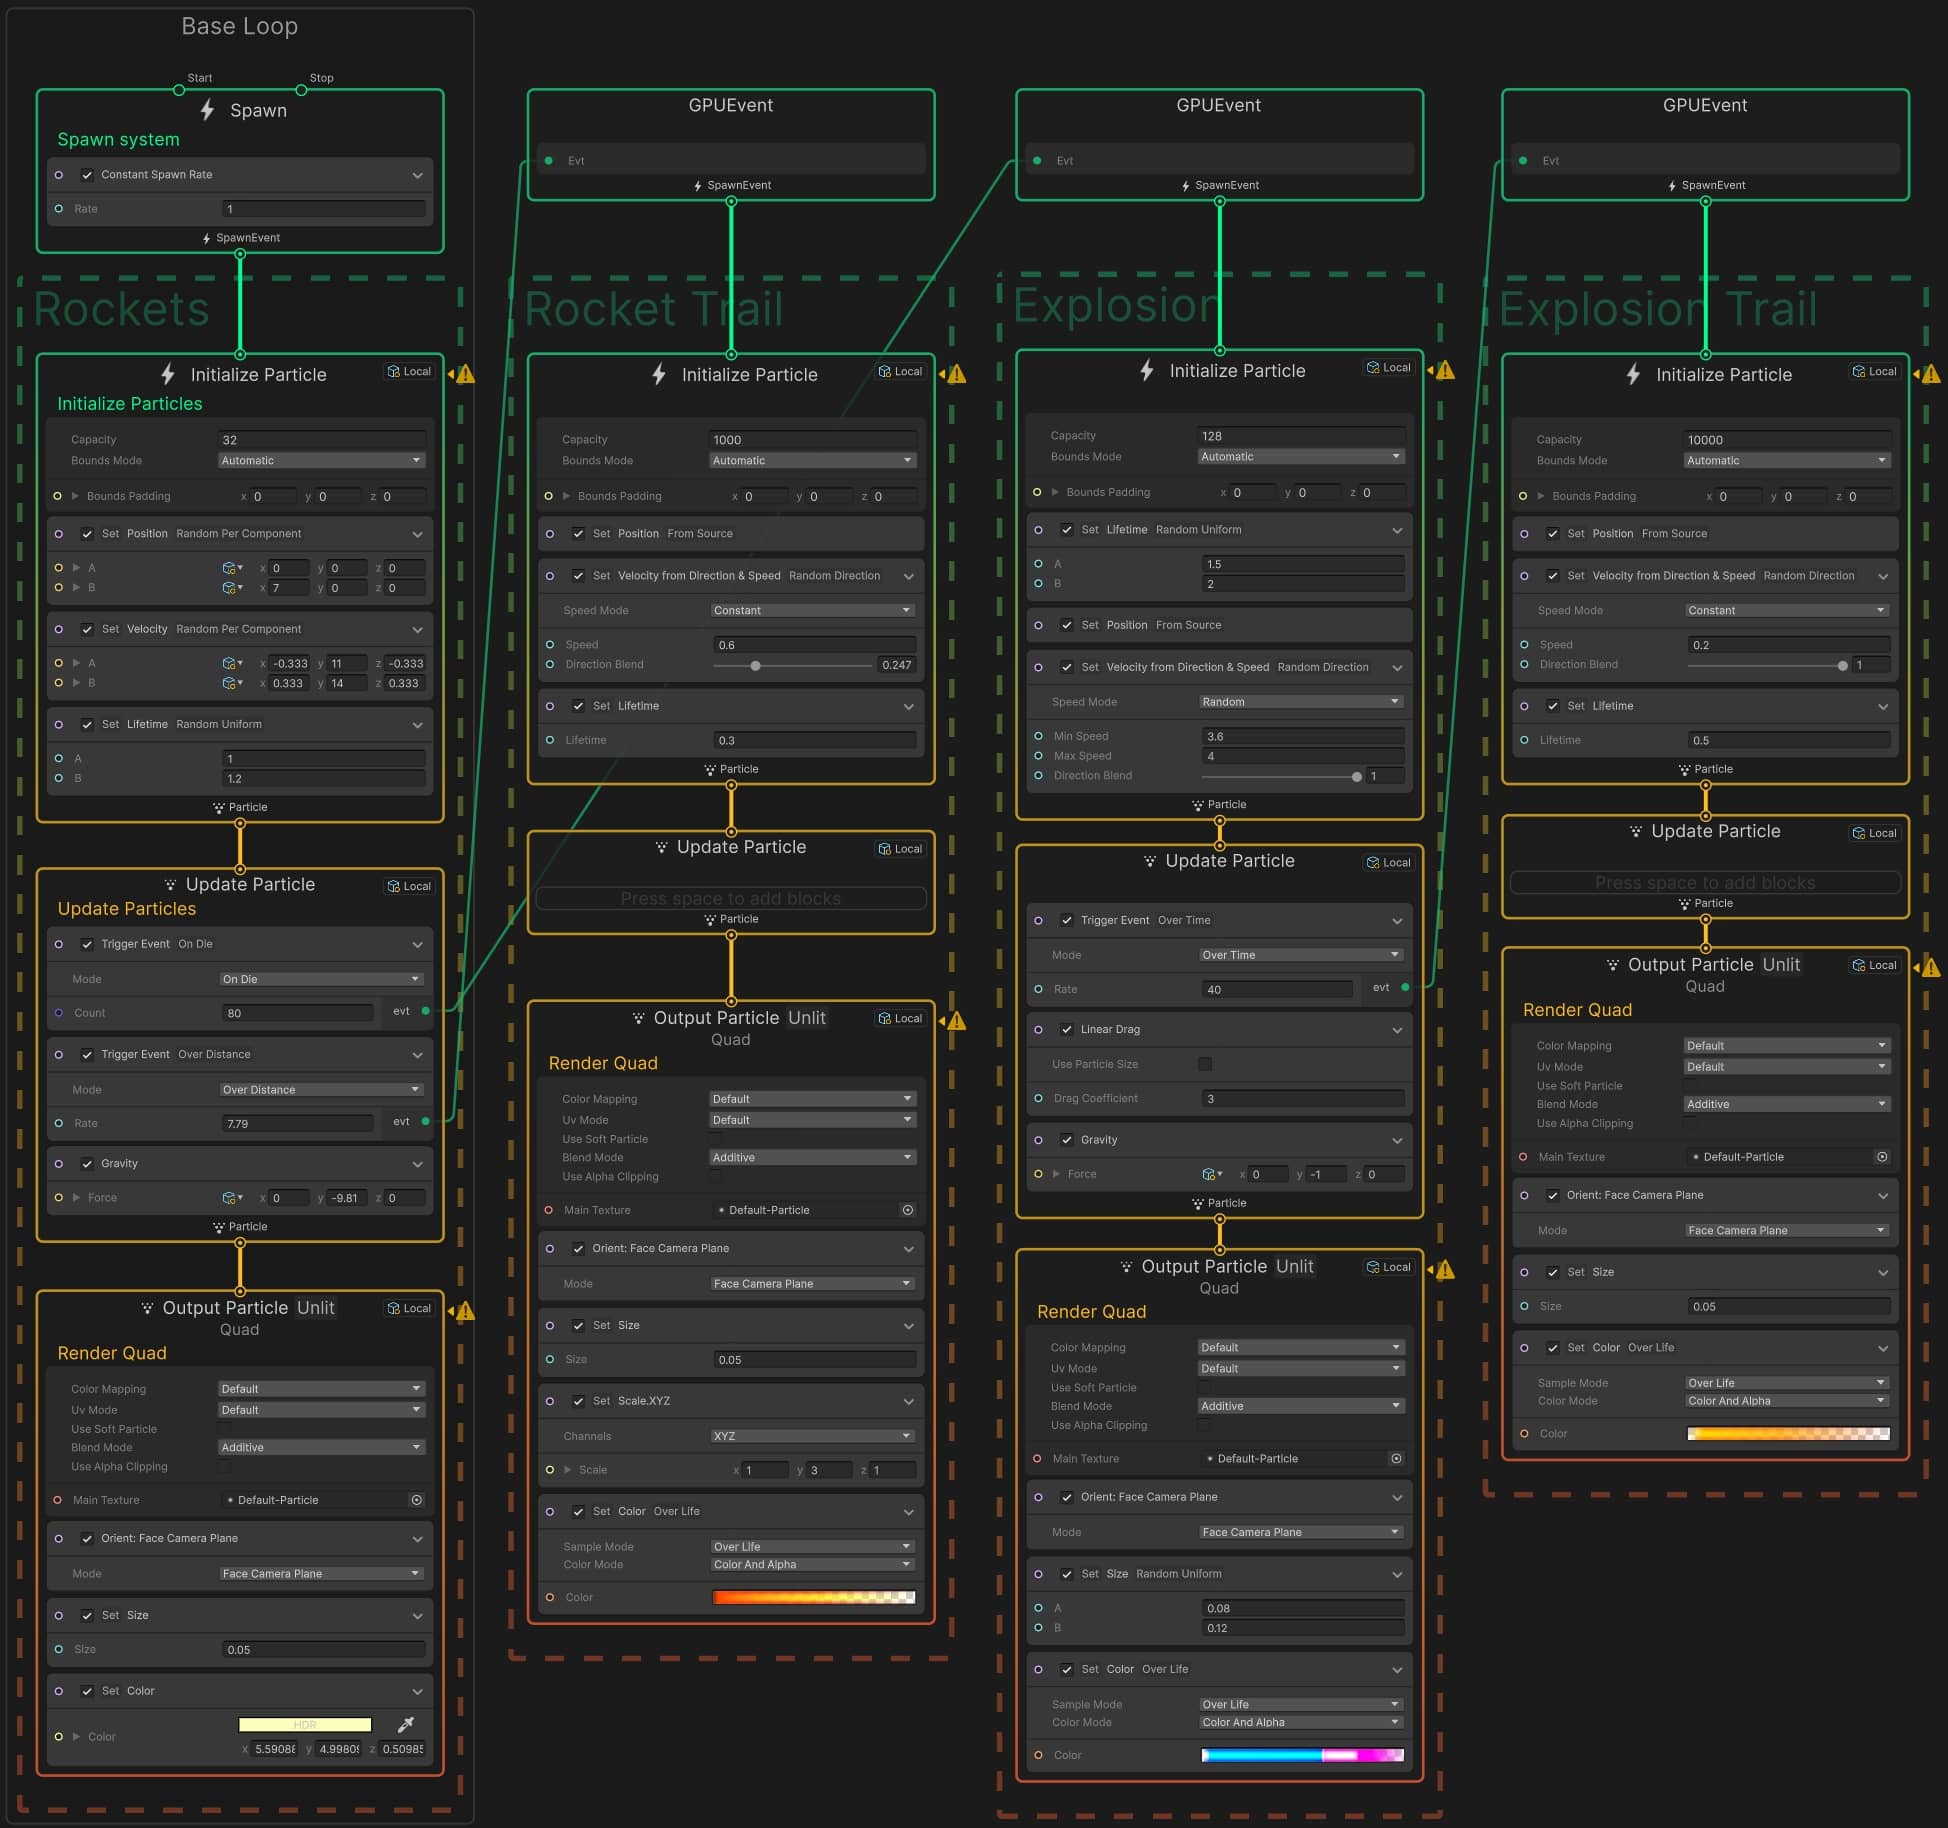 Base Loop
Start Stop
Spawn
Spawn system
Constant Spawn Rate
Rate 1
SpawnEvent
Rockets
Initialize Particle Local
Initialize Particles
Capacity 32
Bounds Mode Automatic
Bounds Padding x 0 y 0 z 0
Set Position Random Per Component
A x 0 y 0 z 0
B x 7 y 0 z 0
Set Velocity Random Per Component
A x -0.333 y 11 z -0.333
B x 0.333 y 14 z 0.333
Set Lifetime Random Uniform
A 1
B 1.2
Particle
Update Particle Local
Update Particles
Trigger Event On Die
Mode On Die
Count 80 evt
Trigger Event Over Distance
Mode Over Distance
Rate 7.79 evt
Gravity
Force x 0 y -9.81 z 0
Particle
Output Particle Unlit Local
Quad
Render Quad
Color Mapping Default
Uv Mode Default
Use Soft Particle
Blend Mode Additive
Use Alpha Clipping
Main Texture Default-Particle
Orient: Face Camera Plane
Mode Face Camera Plane
Set Size
Size 0.05
Set Color
HDR
Color
x 5.5908 y 4.9980 z 0.5098
GPUEvent
Evt
SpawnEvent
Rocket Trail
Initialize Particle Local
Capacity 1000
Bounds Mode Automatic
Bounds Padding x 0 y 0 z 0
Set Position From Source
Set Velocity from Direction & Speed Random Direction
Speed Mode Constant
Speed 0.6
Direction Blend 0.247
Set Lifetime
Lifetime 0.3
Particle
Update Particle Local
Press space to add blocks
Particle
Output Particle Unlit Local
Quad
Render Quad
Color Mapping Default
Uv Mode Default
Use Soft Particle
Blend Mode Additive
Use Alpha Clipping
Main Texture Default-Particle
Orient: Face Camera Plane
Mode Face Camera Plane
Set Size
Size 0.05
Set Scale.XYZ
Channels XYZ
Scale x 1 y 3 z 1
Set Color Over Life
Sample Mode Over Life
Color Mode Color And Alpha
Color
GPUEvent
Evt
SpawnEvent
Explosion
Initialize Particle Local
Capacity 128
Bounds Mode Automatic
Bounds Padding x 0 y 0 z 0
Set Lifetime Random Uniform
A 1.5
B 2
Set Position From Source
Set Velocity from Direction & Speed Random Direction
Speed Mode Random
Min Speed 3.6
Max Speed 4
Direction Blend 1
Particle
Update Particle Local
Trigger Event Over Time
Mode Over Time
Rate 40 evt
Linear Drag
Use Particle Size
Drag Coefficient 3
Gravity
Force x 0 y -1 z 0
Particle
Output Particle Unlit Local
Quad
Render Quad
Color Mapping Default
Uv Mode Default
Use Soft Particle
Blend Mode Additive
Use Alpha Clipping
Main Texture Default-Particle
Orient: Face Camera Plane
Mode Face Camera Plane
Set Size Random Uniform
A 0.08
B 0.12
Set Color Over Life
Sample Mode Over Life
Color Mode Color And Alpha
Color
GPUEvent
Evt
SpawnEvent
Explosion Trail
Initialize Particle Local
Capacity 10000
Bounds Mode Automatic
Bounds Padding x 0 y 0 z 0
Set Position From Source
Set Velocity from Direction & Speed Random Direction
Speed Mode Constant
Speed 0.2
Direction Blend 1
Set Lifetime
Lifetime 0.5
Particle
Update Particle Local
Press space to add blocks
Particle
Output Particle Unlit Local
Quad
Render Quad
Color Mapping Default
Uv Mode Default
Use Soft Particle
Blend Mode Additive
Use Alpha Clipping
Main Texture Default-Particle
Orient: Face Camera Plane
Mode Face Camera Plane
Set Size
Size 0.05
Set Color Over Life
Sample Mode Over Life
Color Mode Color And Alpha
Color